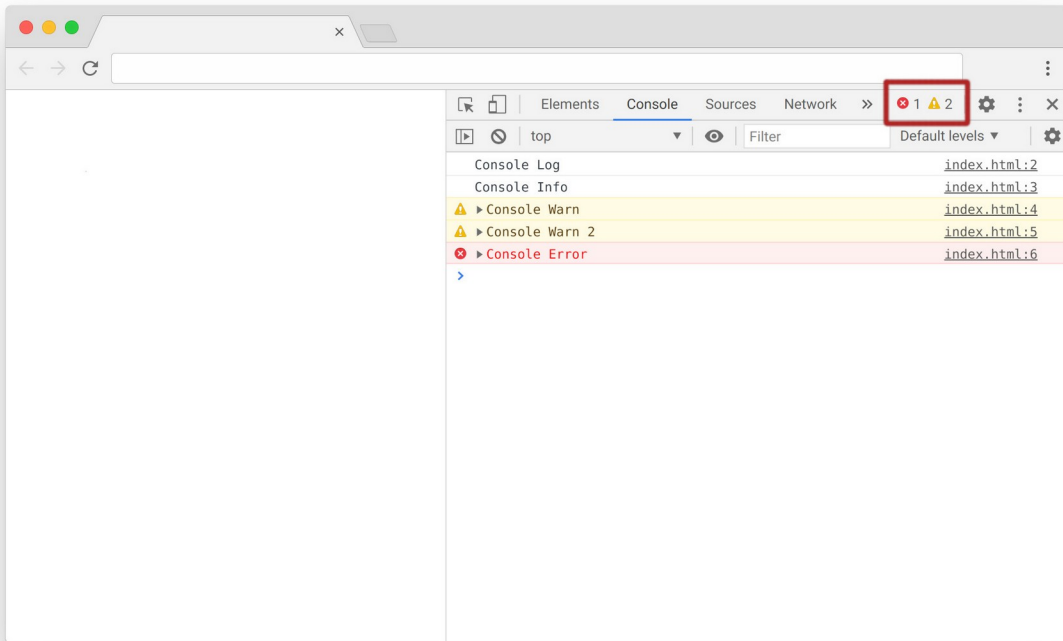 Elements Console Sources Network » 1 2
top Filter Default levels
Console Log index.html:2
Console Info index.html:3
Console Warn index.html:4
Console Warn 2 index.html:5
Console Error index.html:6